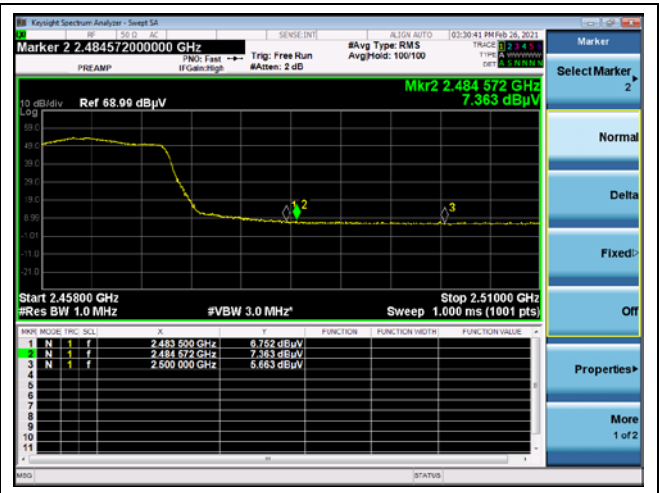 Keysight Spectrum Analyzer - Swept SA
RF 50 Ω AC SENSE:INT ALIGN AUTO 03:30:41 PM Feb 26, 2021
Marker 2 2.484572000000 GHz
PREAMP
PNO: Fast
IFGain:High
Trig: Free Run
#Atten: 2 dB
#Avg Type: RMS
Avg|Hold: 100/100
TRACE 1 2 3 4 5
TYPE A
DET A S N N N N
Mkr2 2.484 572 GHz
7.363 dBµV
10 dB/div Ref 68.99 dBµV
Log
59.0
49.0
39.0
29.0
19.0
8.99
-1.01
-11.0
-21.0
1 2
3
Start 2.45800 GHz Stop 2.51000 GHz
#Res BW 1.0 MHz #VBW 3.0 MHz* Sweep 1.000 ms (1001 pts)
MKR MODE TRC SCL X Y FUNCTION FUNCTION WIDTH FUNCTION VALUE
1 N 1 f 2.483 500 GHz 6.752 dBµV
2 N 1 f 2.484 572 GHz 7.363 dBµV
3 N 1 f 2.500 000 GHz 5.663 dBµV
4
5
6
7
8
9
10
11
MSG STATUS
Marker
Select Marker
2
Normal
Delta
Fixed
Off
Properties
More
1 of 2